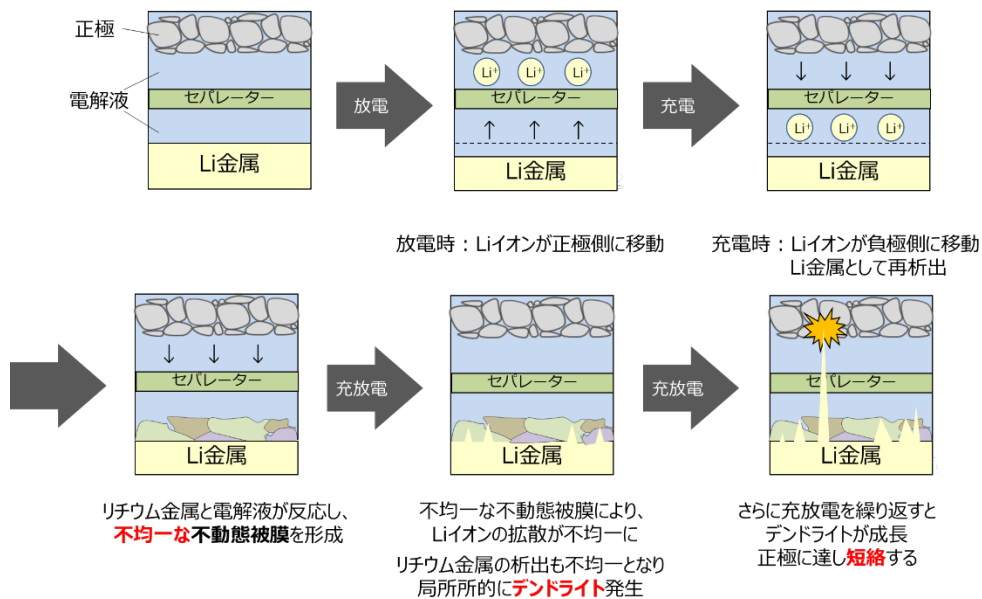 正極
電解液
セパレーター
Li金属
放電
Li⁺ Li⁺ Li⁺
セパレーター
Li金属
充電
セパレーター
Li⁺ Li⁺ Li⁺
Li金属
放電時：Liイオンが正極側に移動
充電時：Liイオンが負極側に移動
Li金属として再析出
セパレーター
Li金属
充放電
セパレーター
Li金属
充放電
セパレーター
Li金属
リチウム金属と電解液が反応し、
不均一な不動態被膜を形成
不均一な不動態被膜により、
Liイオンの拡散が不均一に
リチウム金属の析出も不均一となり
局所所的にデンドライト発生
さらに充放電を繰り返すと
デンドライトが成長
正極に達し短絡する